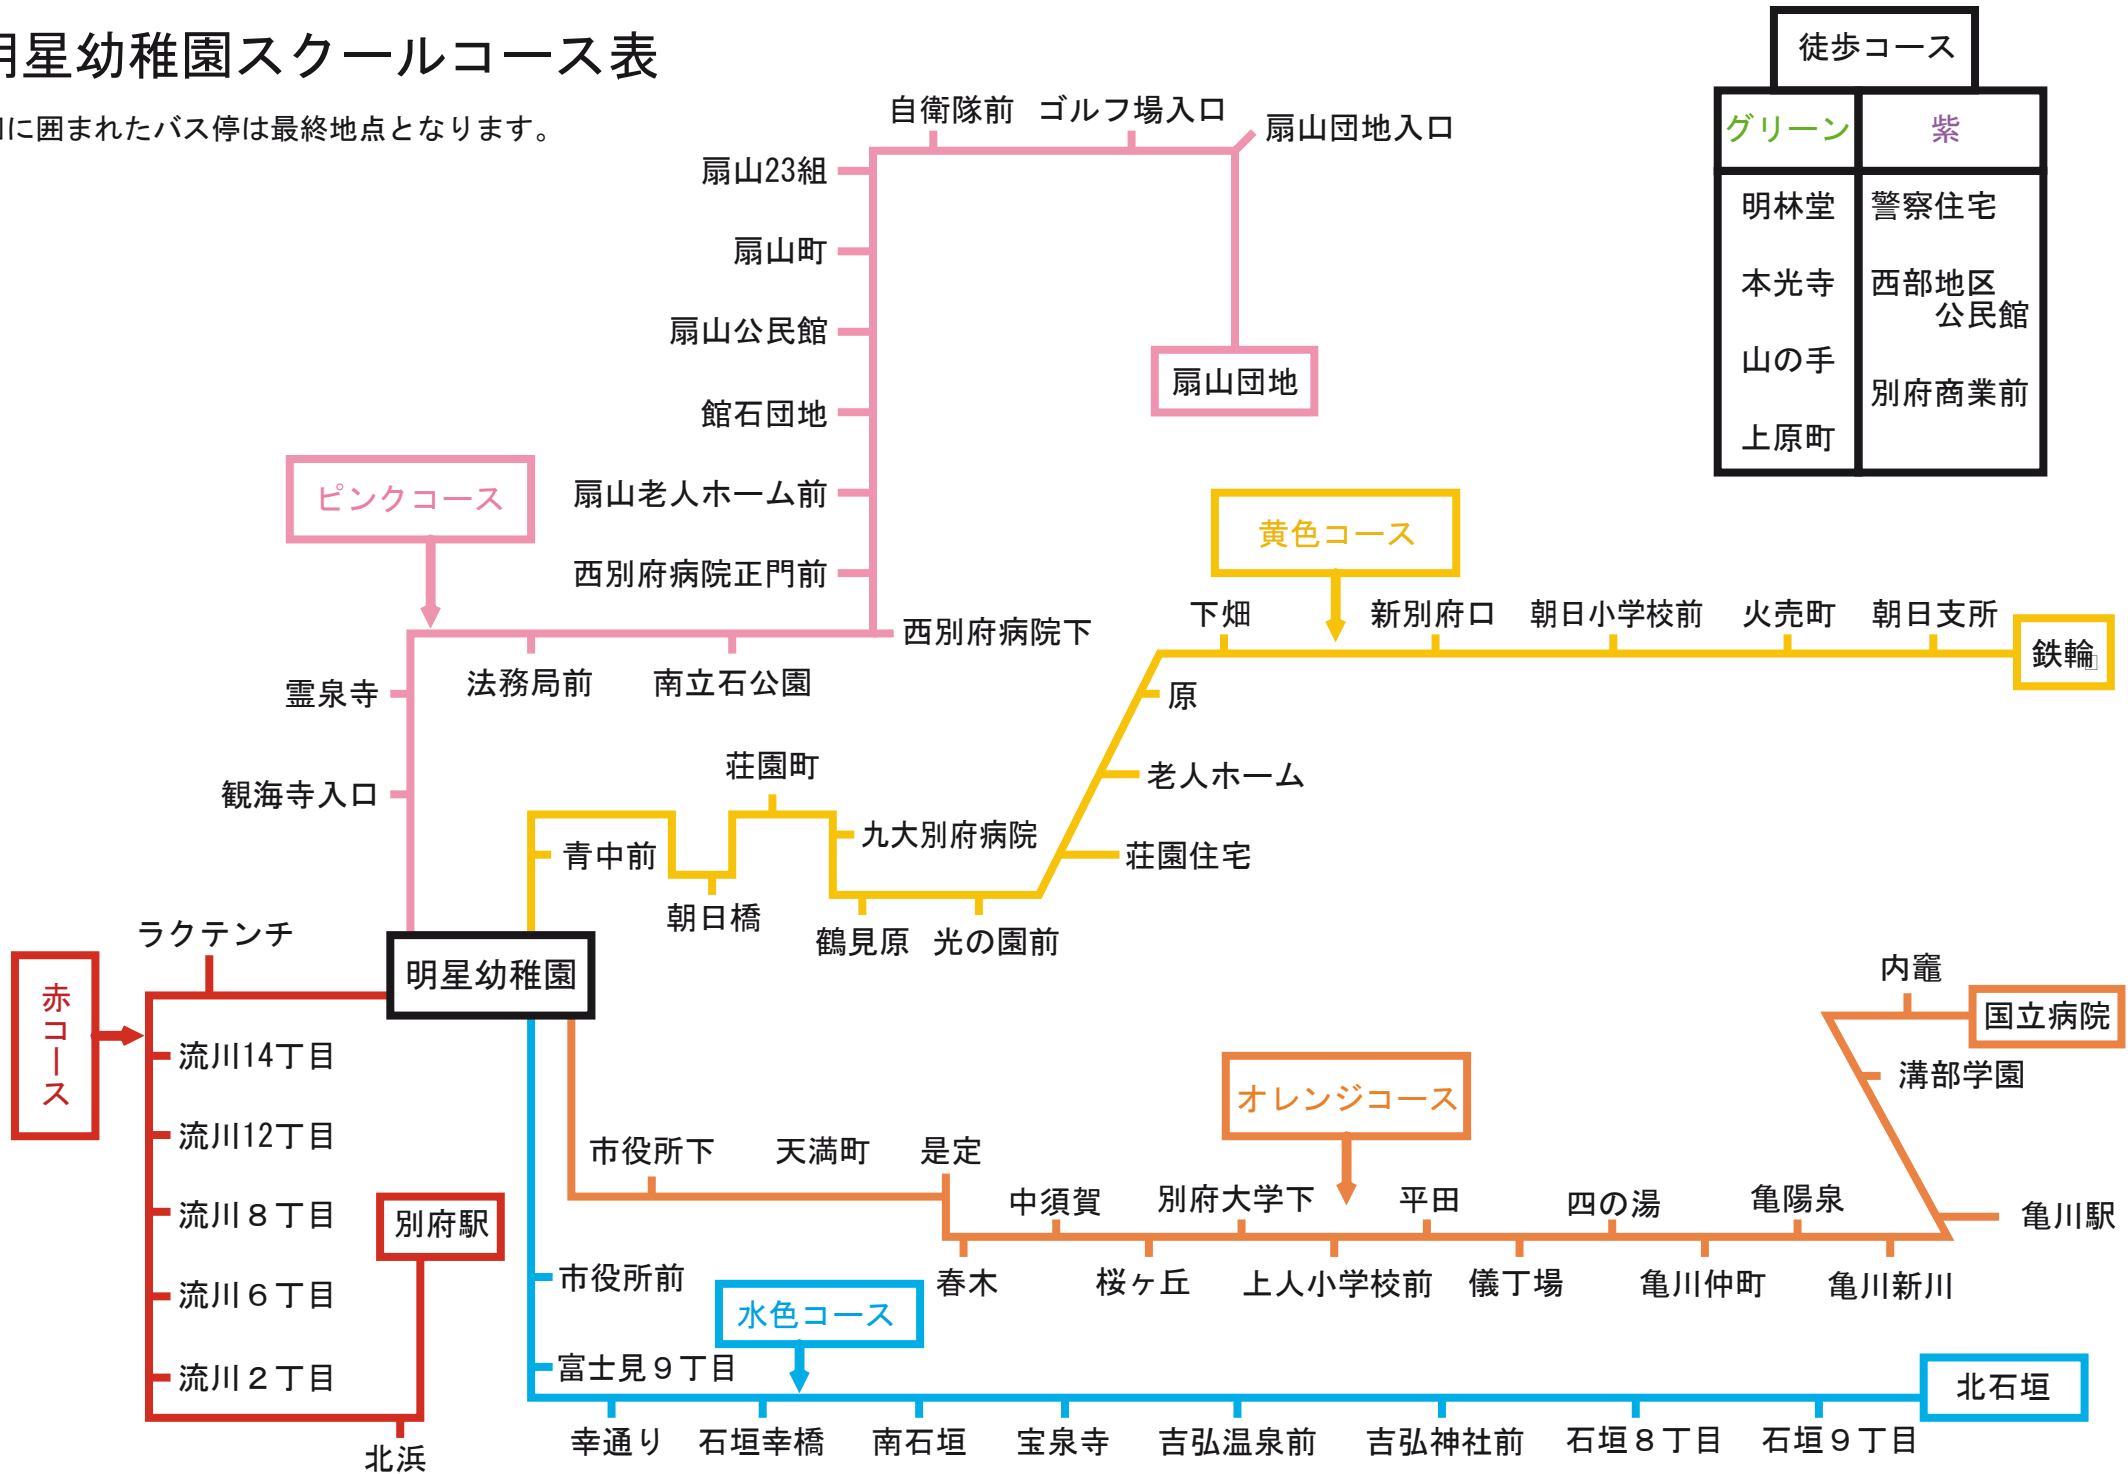 明星幼稚園スクールコース表
に囲まれたバス停は最終地点となります。
徒歩コース
グリーン
紫
明林堂
本光寺
山の手
上原町
警察住宅
西部地区
公民館
別府商業前
自衛隊前
ゴルフ場入口
扇山団地入口
扇山23組
扇山町
扇山公民館
館石団地
扇山老人ホーム前
西別府病院正門前
扇山団地
ピンクコース
西別府病院下
法務局前
南立石公園
霊泉寺
観海寺入口
黄色コース
下畑
新別府口
朝日小学校前
火売町
朝日支所
鉄輪
原
老人ホーム
荘園住宅
荘園町
九大別府病院
青中前
朝日橋
鶴見原
光の園前
明星幼稚園
ラクテンチ
赤コース
流川14丁目
流川12丁目
流川８丁目
流川６丁目
流川２丁目
別府駅
北浜
内竈
国立病院
溝部学園
亀川駅
オレンジコース
市役所下
天満町
是定
中須賀
別府大学下
平田
四の湯
亀陽泉
春木
桜ヶ丘
上人小学校前
儀丁場
亀川仲町
亀川新川
市役所前
富士見９丁目
水色コース
北石垣
幸通り
石垣幸橋
南石垣
宝泉寺
吉弘温泉前
吉弘神社前
石垣８丁目
石垣９丁目